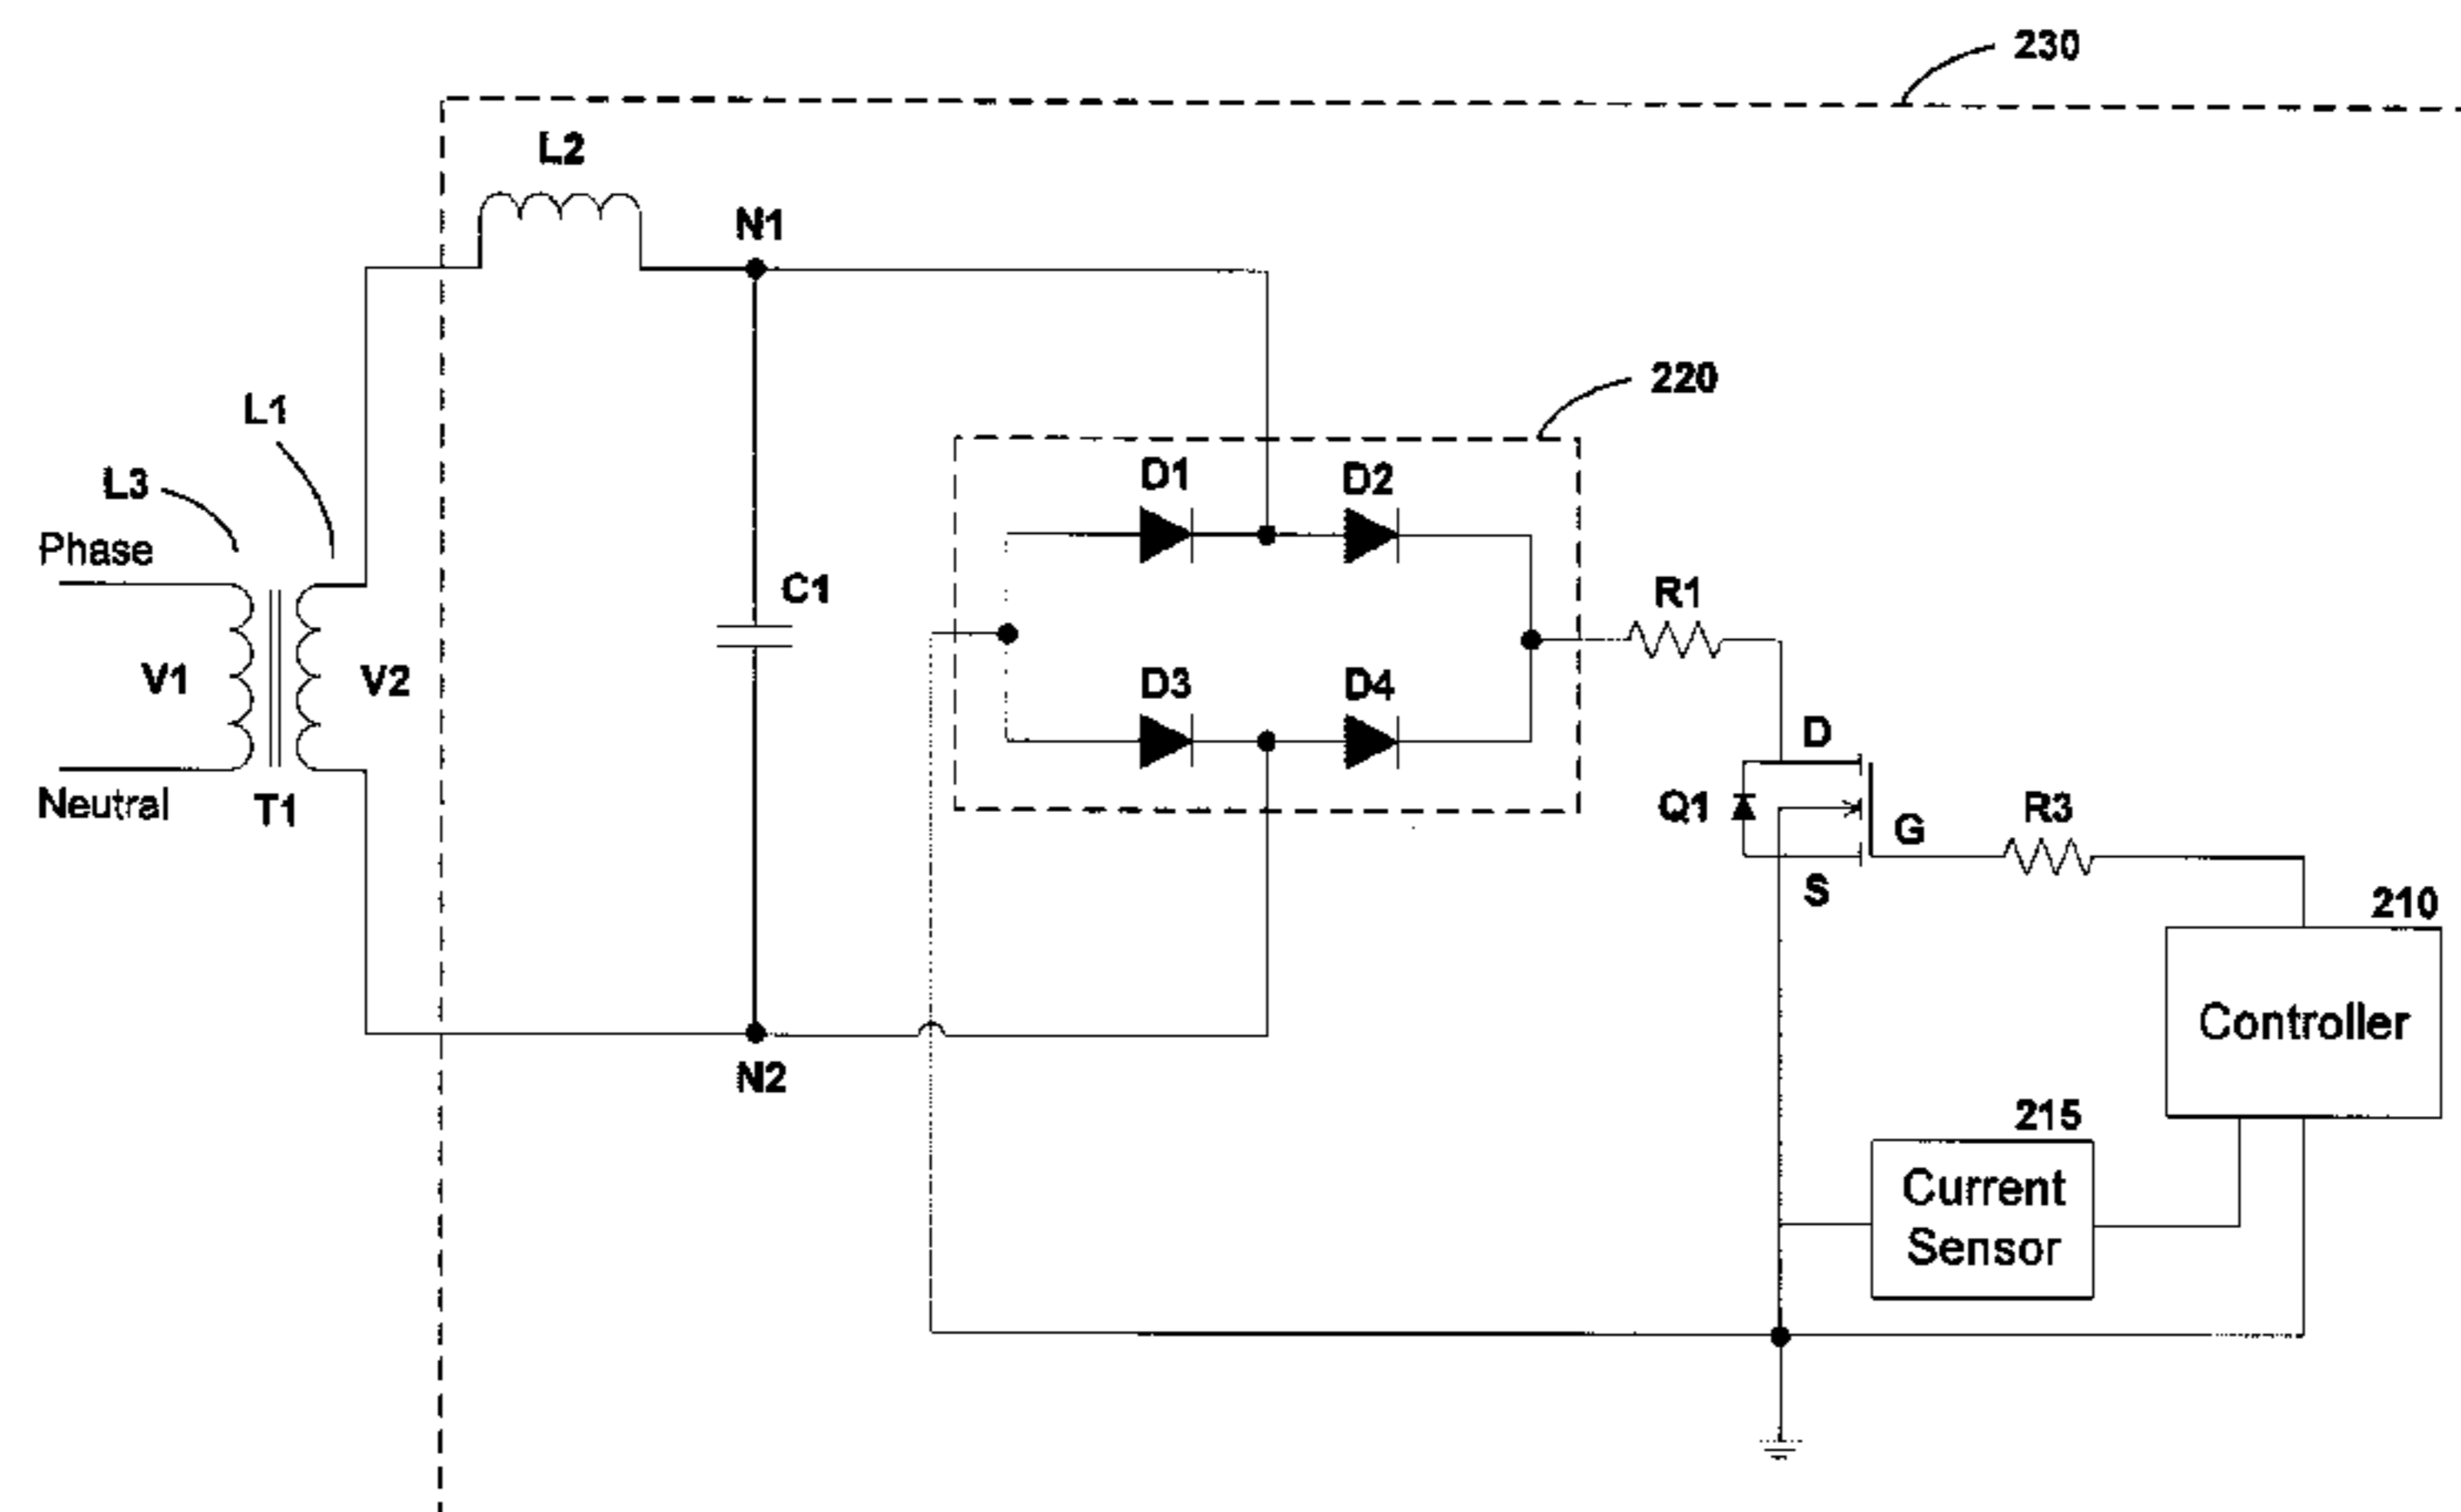 230
L2
N1
220
L1
L3
D1
D2
Phase
C1
R1
V1
V2
D3
D4
D
Neutral
T1
Q1
G
R3
S
210
Controller
N2
215
Current
Sensor